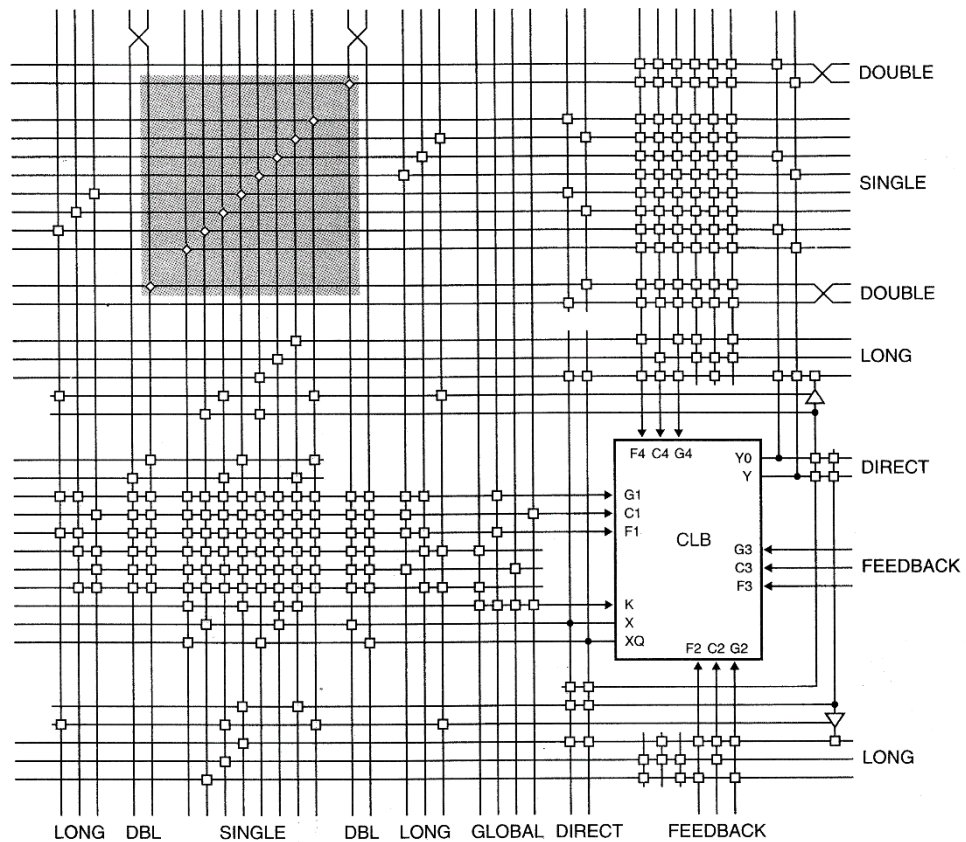 DOUBLE
SINGLE
DOUBLE
LONG
F4 C4 G4
Y0
Y
DIRECT
G1
C1
F1
CLB
G3
C3
F3
FEEDBACK
K
X
XQ
F2 C2 G2
LONG
LONG DBL SINGLE DBL LONG GLOBAL DIRECT FEEDBACK